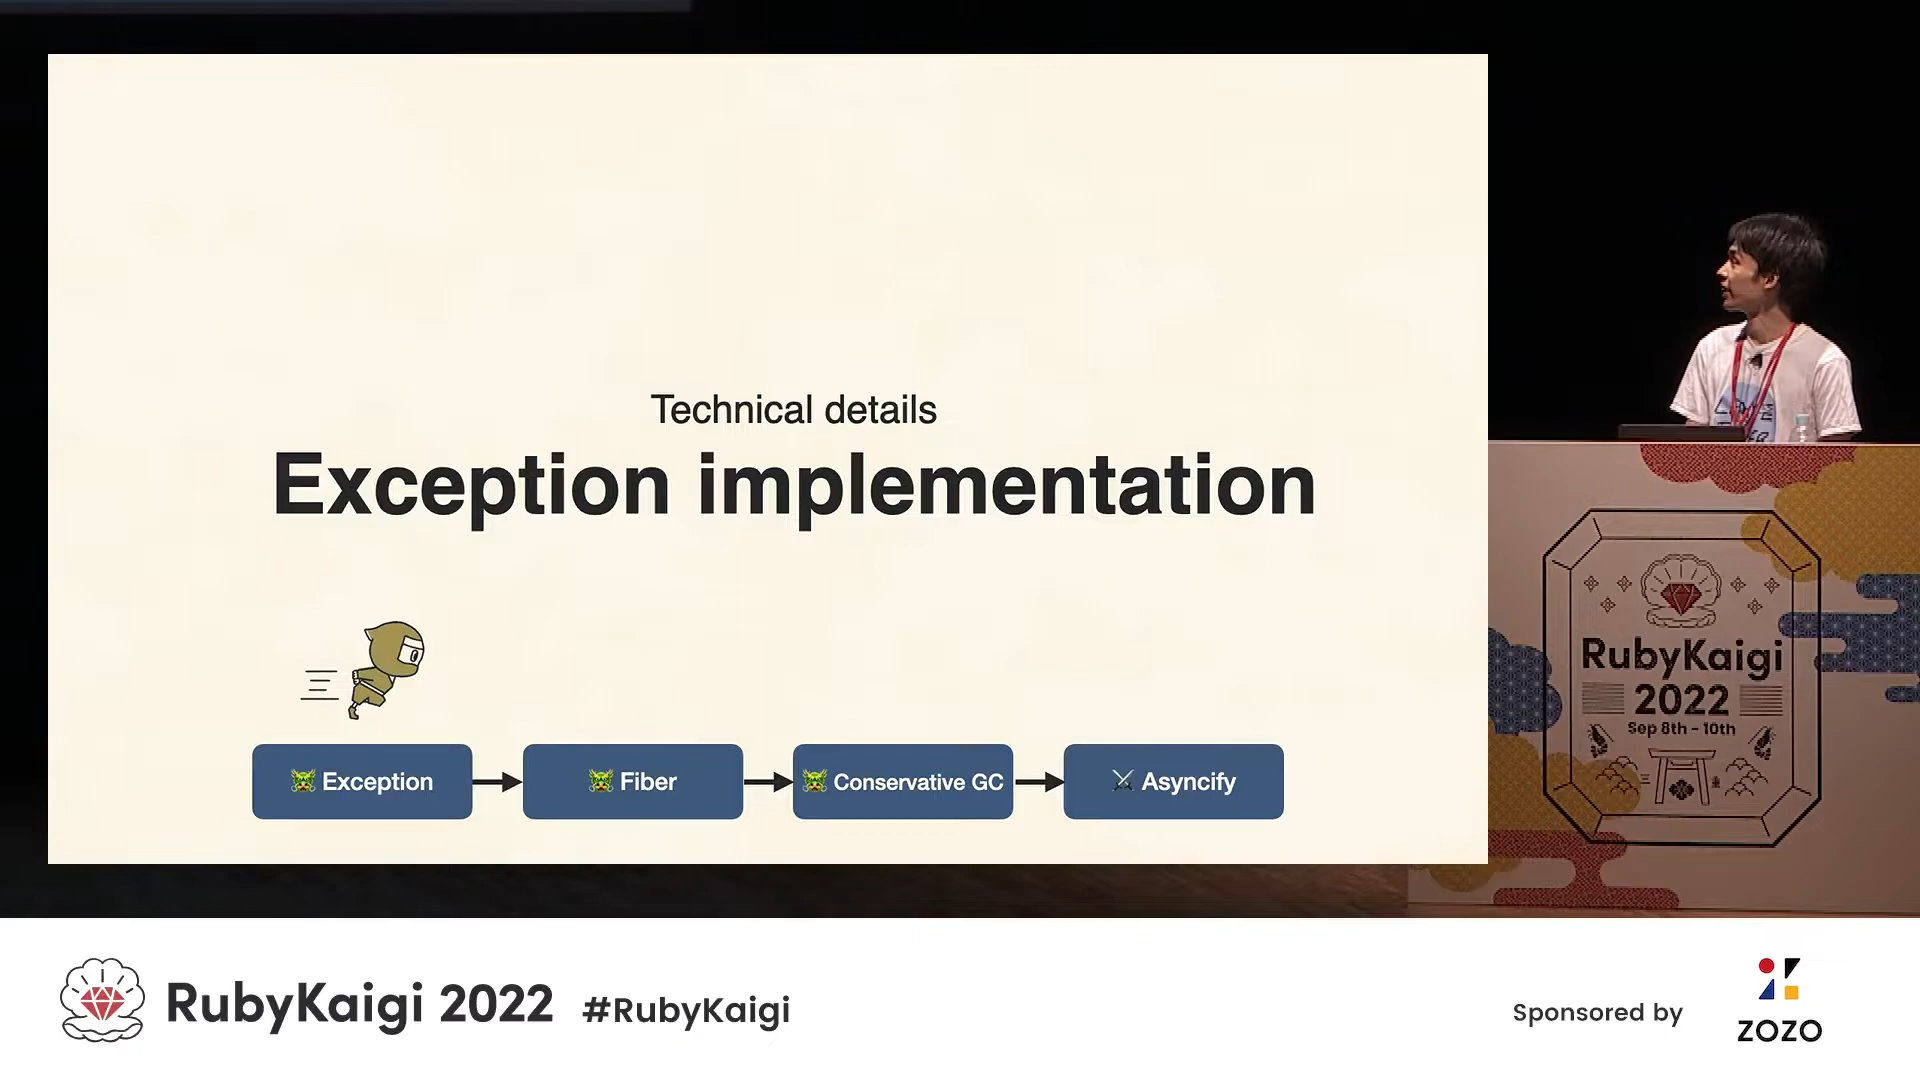 Technical details
Exception implementation
Exception
Fiber
Conservative GC
Asyncify
RubyKaigi
2022
Sep 8th - 10th
RubyKaigi 2022 #RubyKaigi
Sponsored by
ZOZO